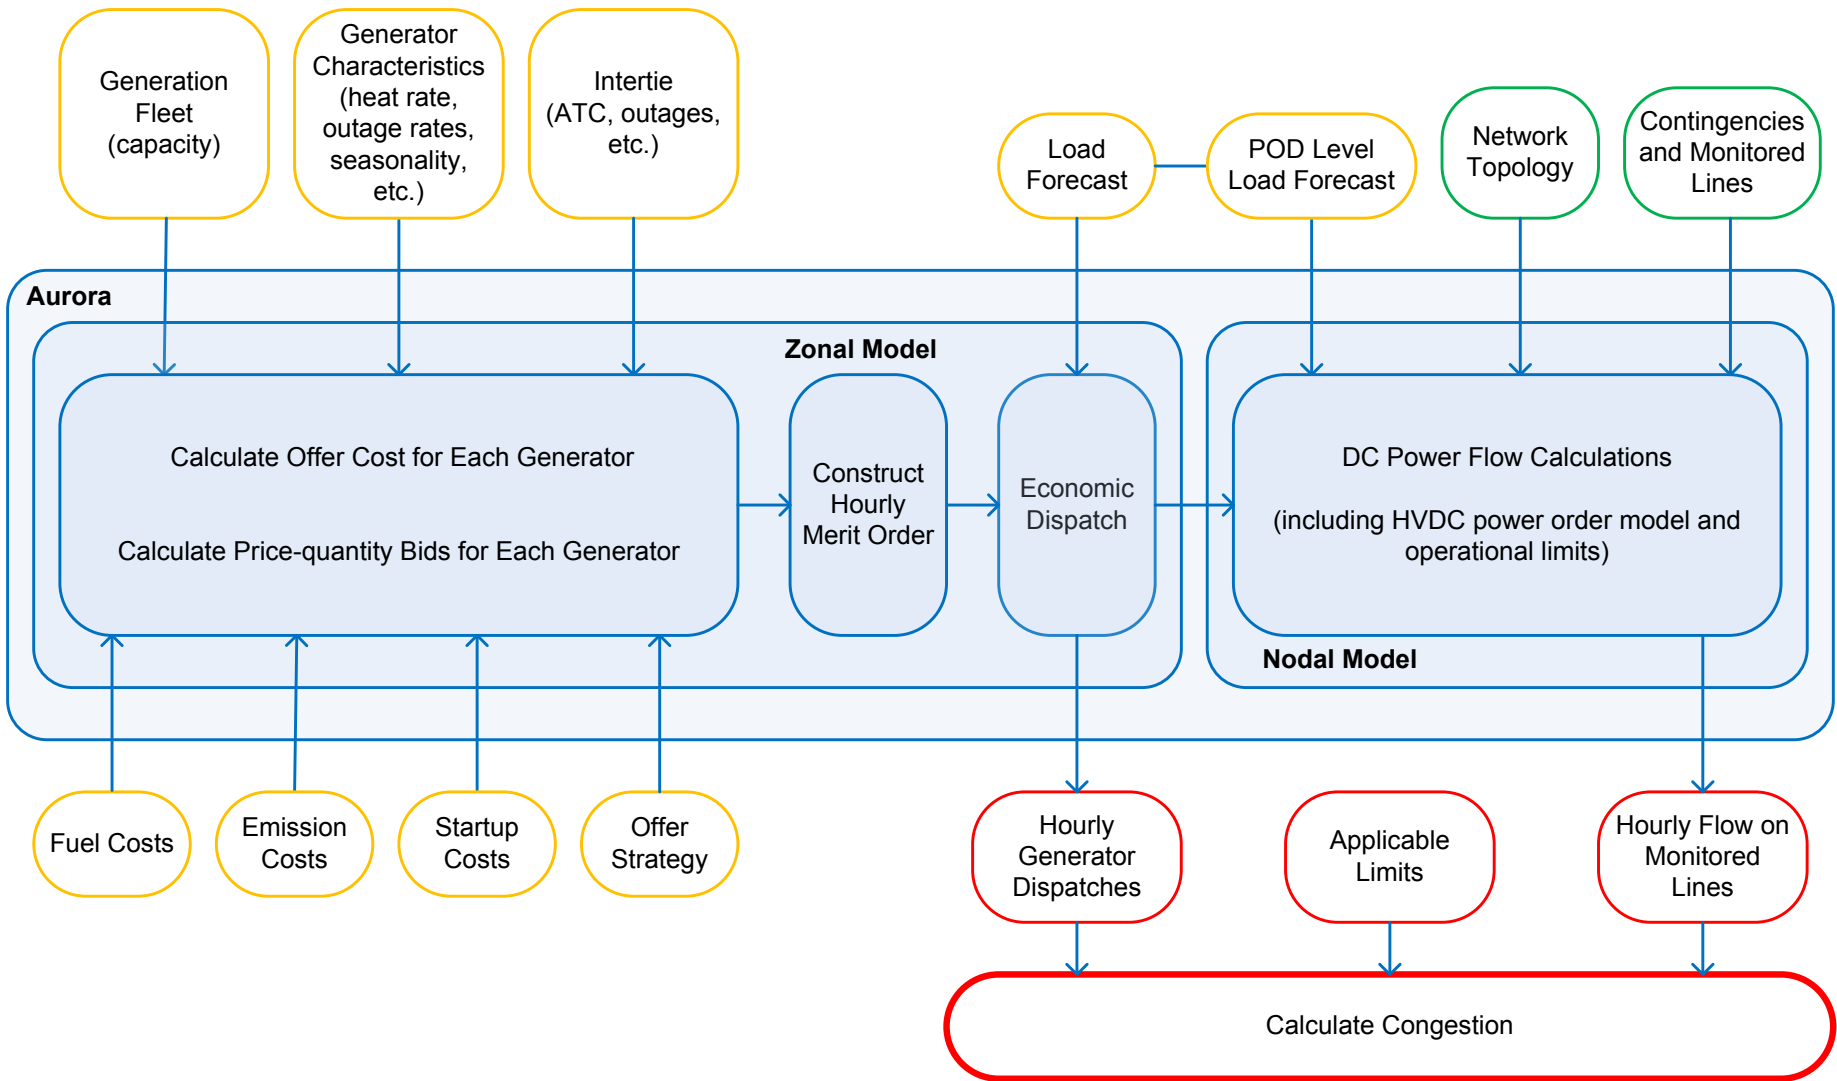 Generation
Fleet
(capacity)
Generator
Characteristics
(heat rate,
outage rates,
seasonality,
etc.)
Intertie
(ATC, outages,
etc.)
Load
Forecast
POD Level
Load Forecast
Network
Topology
Contingencies
and Monitored
Lines
Aurora
Zonal Model
Calculate Offer Cost for Each Generator
Calculate Price-quantity Bids for Each Generator
Construct
Hourly
Merit Order
Economic
Dispatch
DC Power Flow Calculations
(including HVDC power order model and
operational limits)
Nodal Model
Fuel Costs
Emission
Costs
Startup
Costs
Offer
Strategy
Hourly
Generator
Dispatches
Applicable
Limits
Hourly Flow on
Monitored
Lines
Calculate Congestion